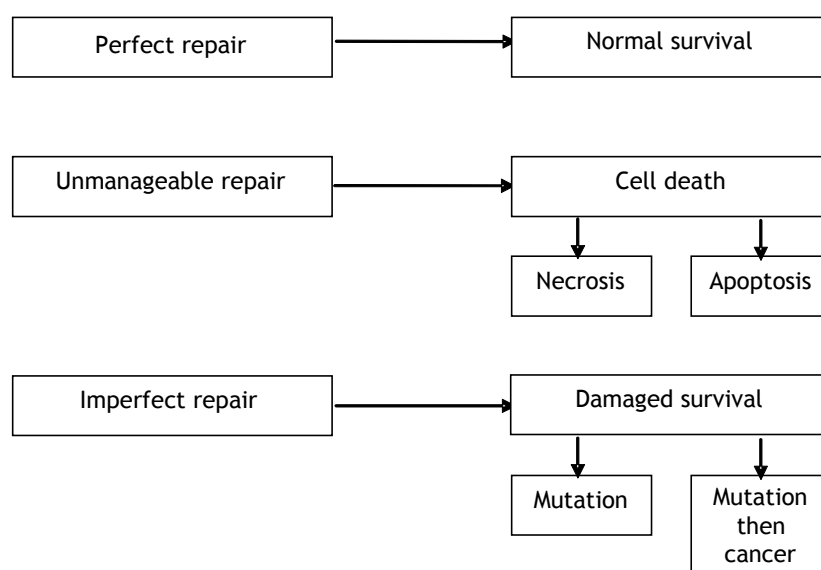 Perfect repair
Normal survival
Unmanageable repair
Cell death
Necrosis
Apoptosis
Imperfect repair
Damaged survival
Mutation
Mutation
then
cancer